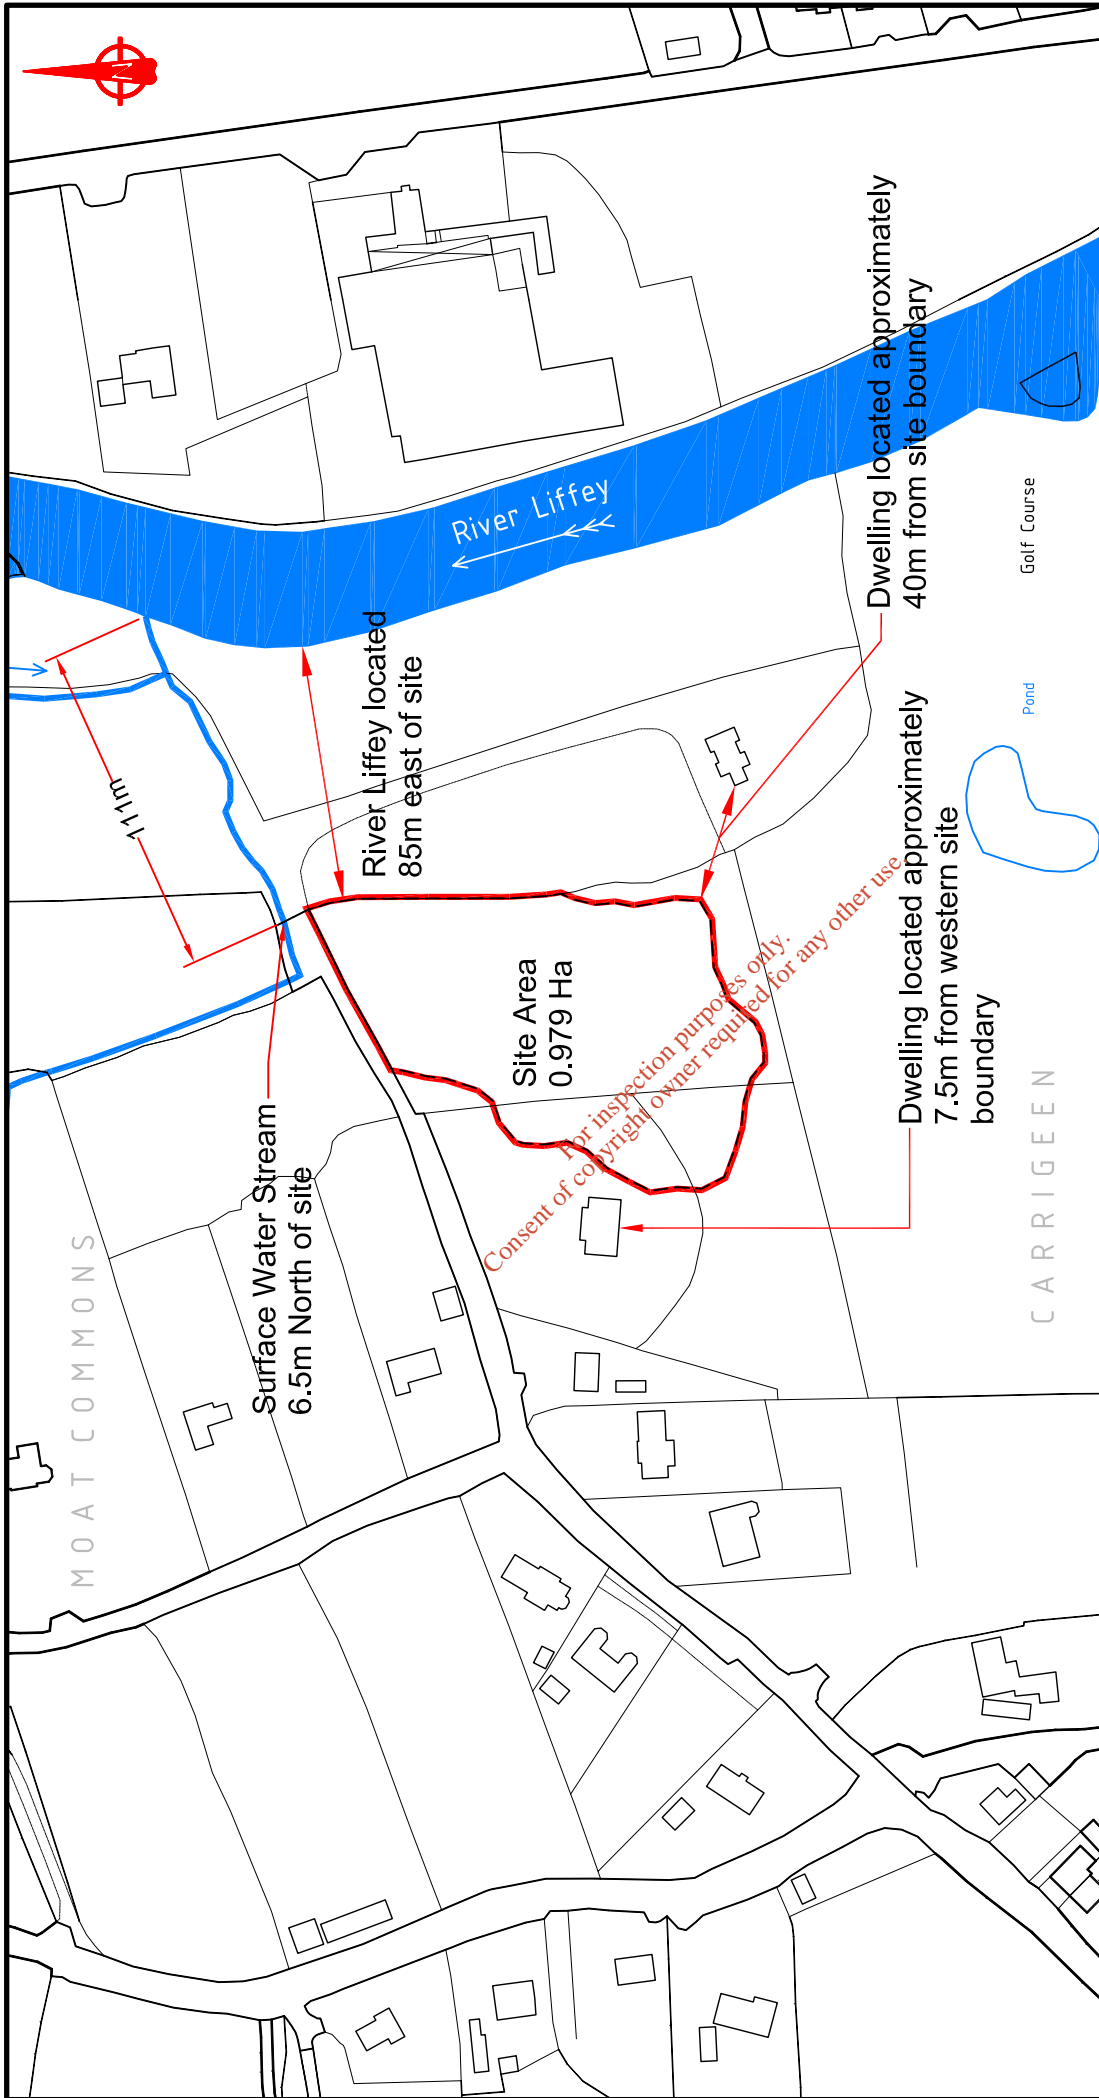 MOAT COMMONS
Surface Water Stream
6.5m North of site
111m
River Liffey located
85m east of site
River Liffey
Site Area
0.979 Ha
Dwelling located approximately
40m from site boundary
Dwelling located approximately
7.5m from western site
boundary
CARRIGEEN
Pond
Golf Course
For inspection purposes only.
Consent of copyright owner required for any other use.
N